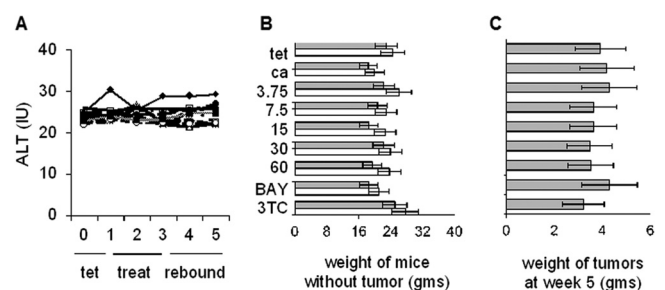 A
ALT (IU)
40
30
20
10
0
0 1 2 3 4 5
tet treat rebound
B
tet
ca
3.75
7.5
15
30
60
BAY
3TC
0 8 16 24 32 40
weight of mice
without tumor (gms)
C
0 2 4 6
weight of tumors
at week 5 (gms)